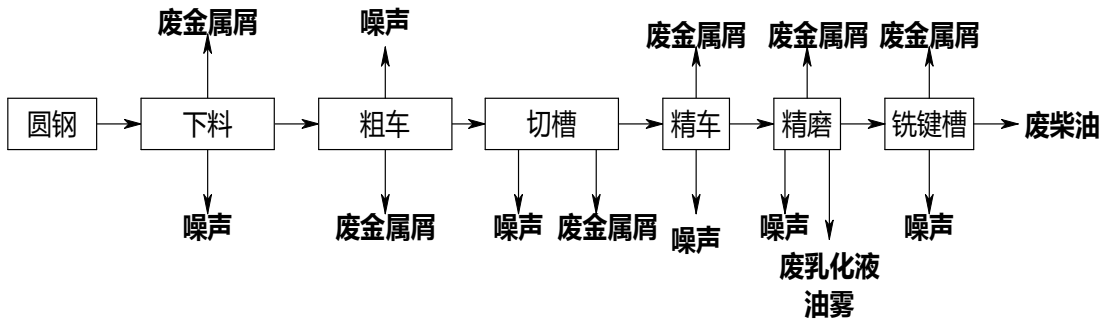 废金属屑
噪声
废金属屑
废金属屑
废金属屑
圆钢
下料
粗车
切槽
精车
精磨
铣键槽
废柴油
噪声
废金属屑
噪声
废金属屑
噪声
噪声
噪声
废乳化液
油雾